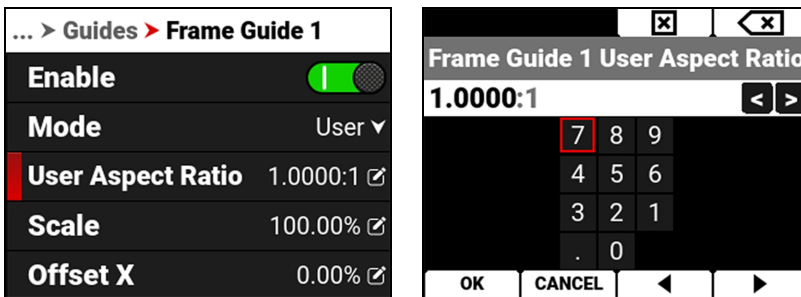 ... > Guides > Frame Guide 1
Enable
Mode User
User Aspect Ratio 1.0000:1
Scale 100.00%
Offset X 0.00%
Frame Guide 1 User Aspect Ratio
1.0000:1 < >
7 8 9
4 5 6
3 2 1
. 0
OK CANCEL